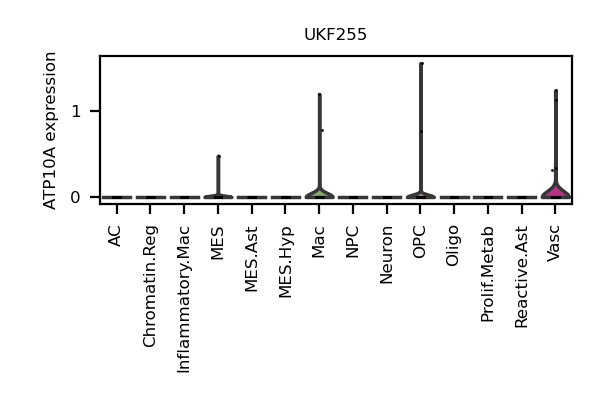 UKF255
ATP10A expression
1
0
AC
Chromatin.Reg
Inflammatory.Mac
MES
MES.Ast
MES.Hyp
Mac
NPC
Neuron
OPC
Oligo
Prolif.Metab
Reactive.Ast
Vasc